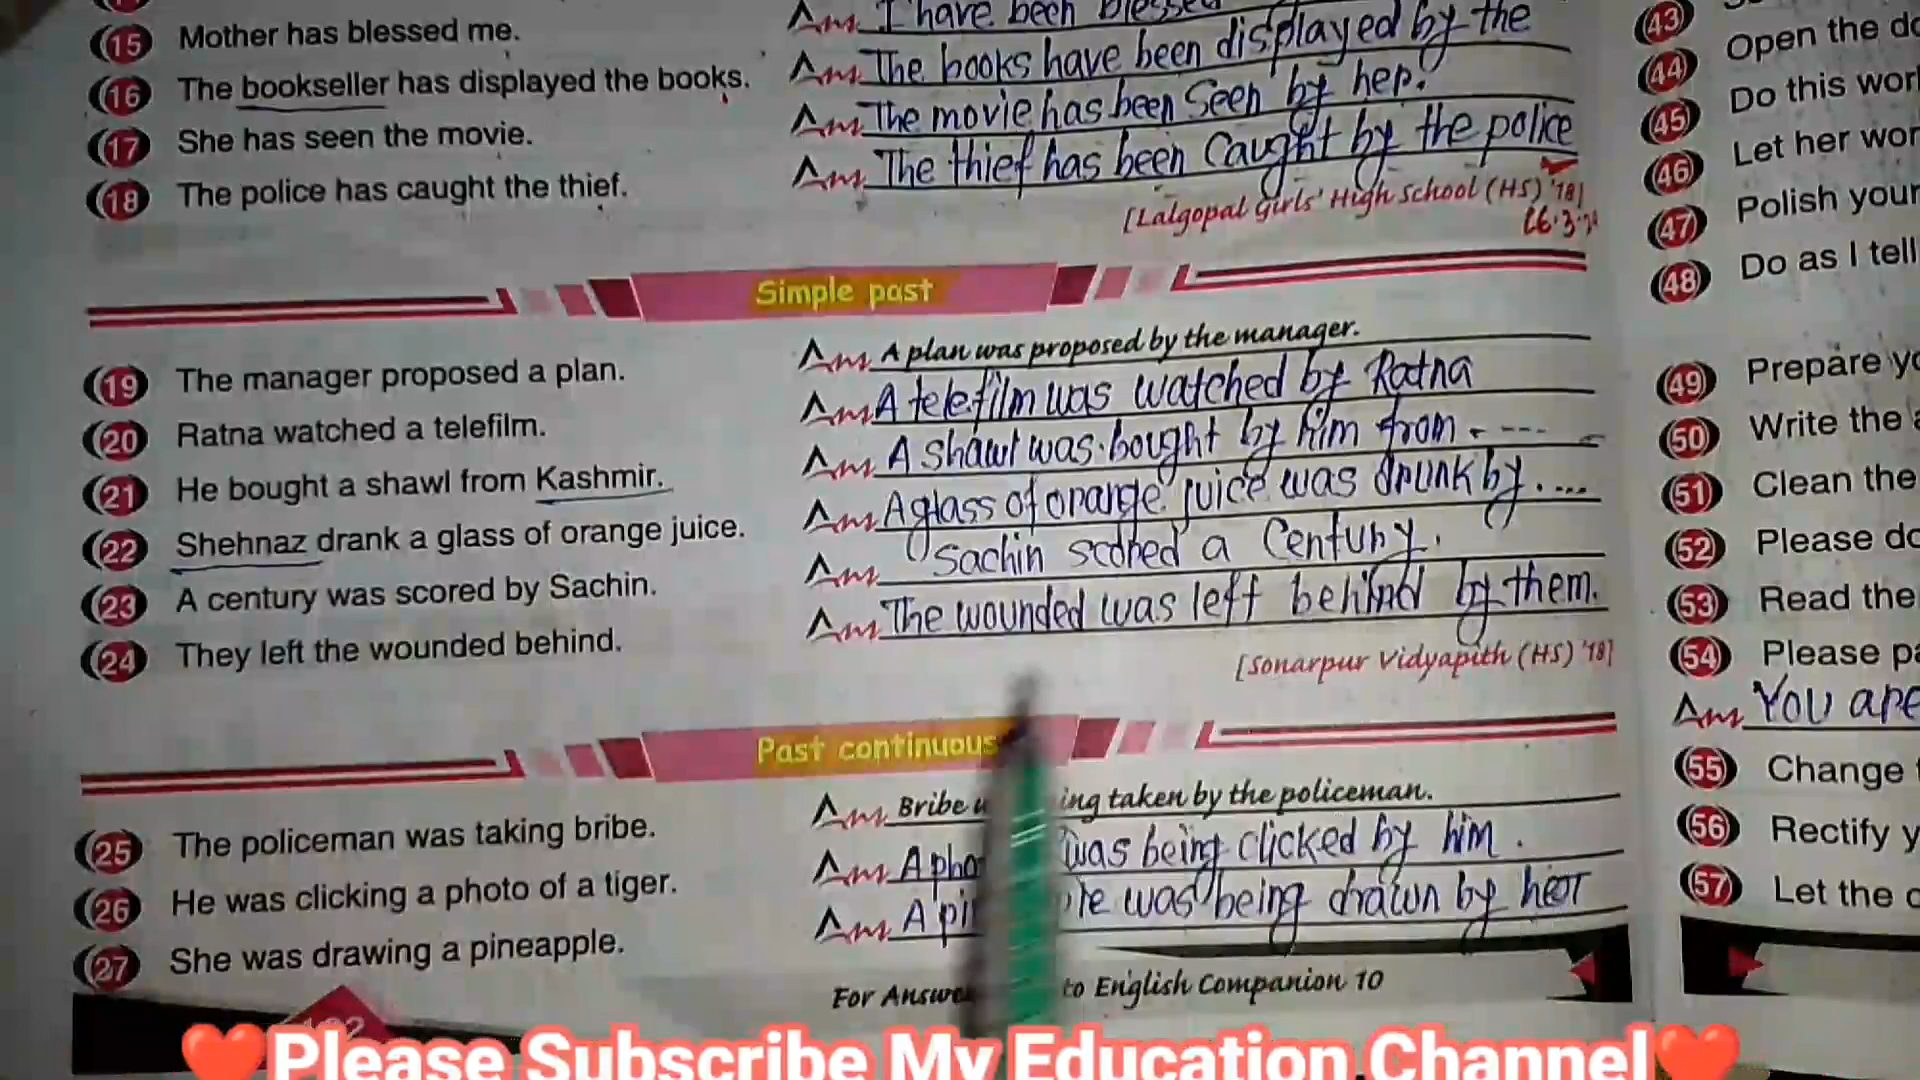 15 Mother has blessed me.
Ans I have been blessed
16 The bookseller has displayed the books.
Ans The books have been displayed by the
17 She has seen the movie.
Ans The movie has been seen by her.
18 The police has caught the thief.
Ans The thief has been caught by the police
[Lalgopal Girls' High School (HS) '18]
Simple past
19 The manager proposed a plan.
Ans A plan was proposed by the manager.
20 Ratna watched a telefilm.
Ans A telefilm was watched by Ratna
21 He bought a shawl from Kashmir.
Ans A shawl was bought by him from
22 Shehnaz drank a glass of orange juice.
Ans A glass of orange juice was drunk by ....
23 A century was scored by Sachin.
Ans Sachin scored a Century.
24 They left the wounded behind.
Ans The wounded was left behind by them.
[Sonarpur Vidyapith (HS) '18]
Past continuous
25 The policeman was taking bribe.
Ans Bribe ing taken by the policeman.
26 He was clicking a photo of a tiger.
Ans A pho was being clicked by him.
27 She was drawing a pineapple.
Ans A pi le was being drawn by her
For Answe to English Companion 10
43
44 Open the do
45 Do this wor
46 Let her wor
47 Polish your
48 Do as I tell
49 Prepare yo
50 Write the a
51 Clean the
52 Please do
53 Read the
54 Please pa
Ans You are
55 Change
56 Rectify y
57 Let the c
❤️Please Subscribe My Education Channel❤️